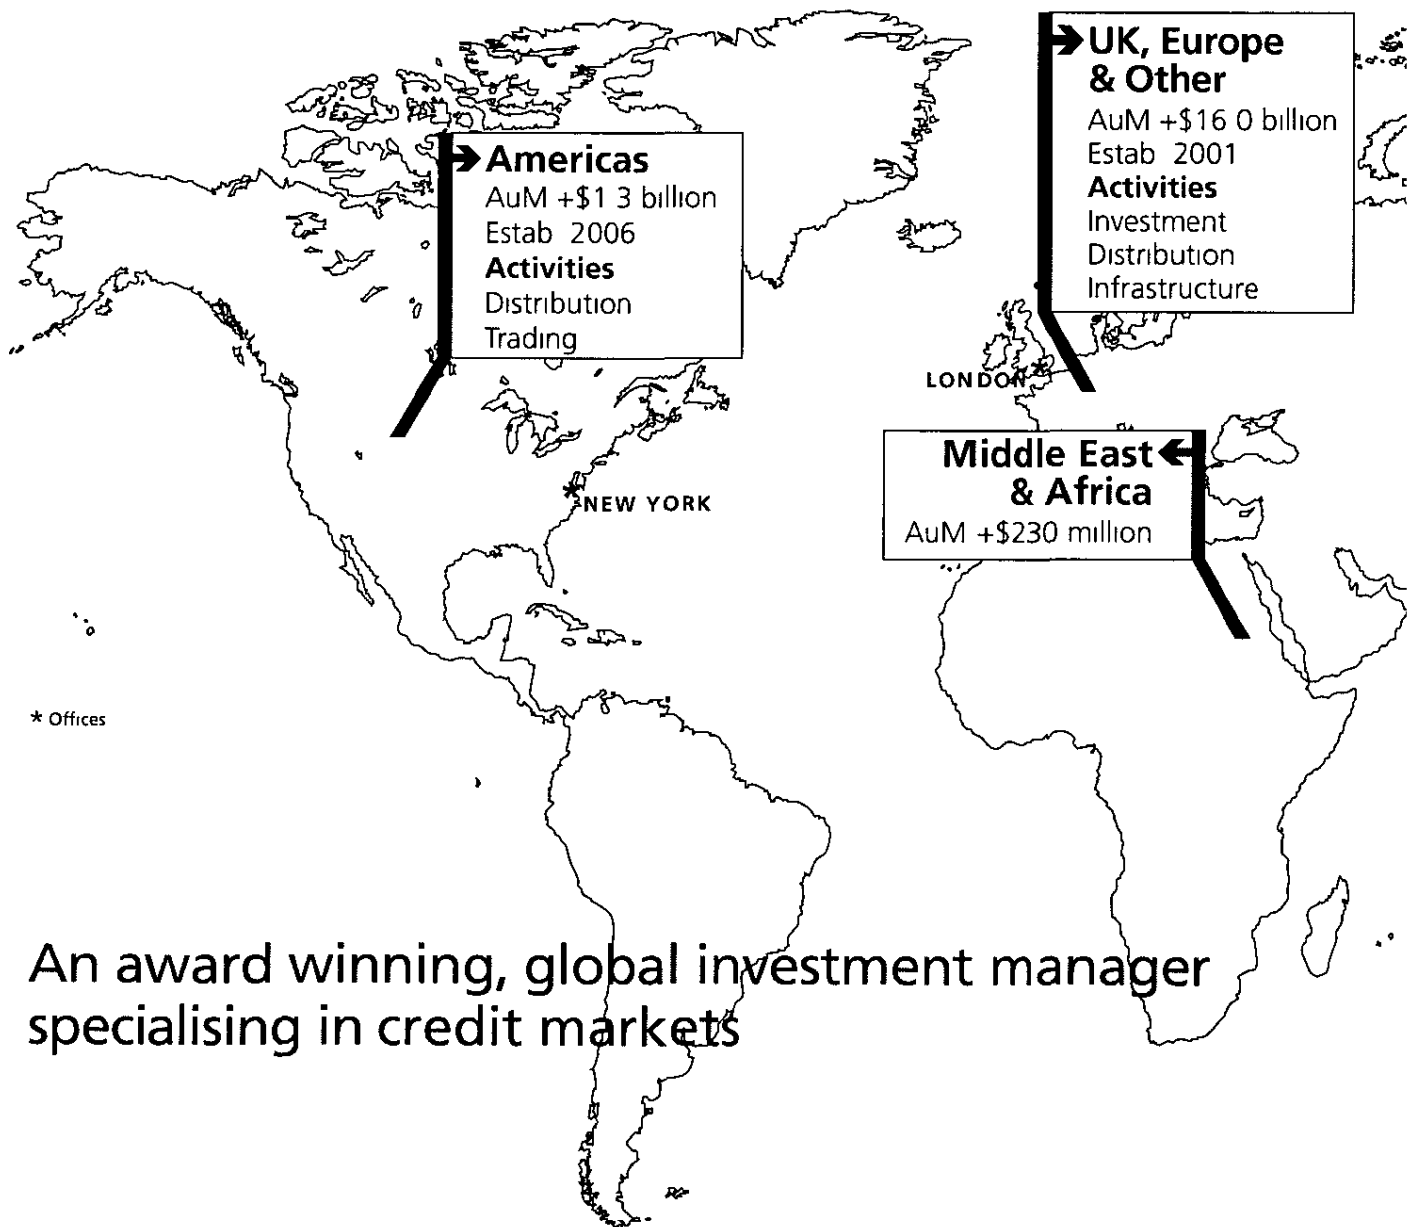 UK, Europe
& Other
AuM +$16 0 billion
Estab 2001
Activities
Investment
Distribution
Infrastructure
Americas
AuM +$1 3 billion
Estab 2006
Activities
Distribution
Trading
LONDON*
Middle East
& Africa
AuM +$230 million
*NEW YORK
* Offices
An award winning, global investment manager
specialising in credit markets